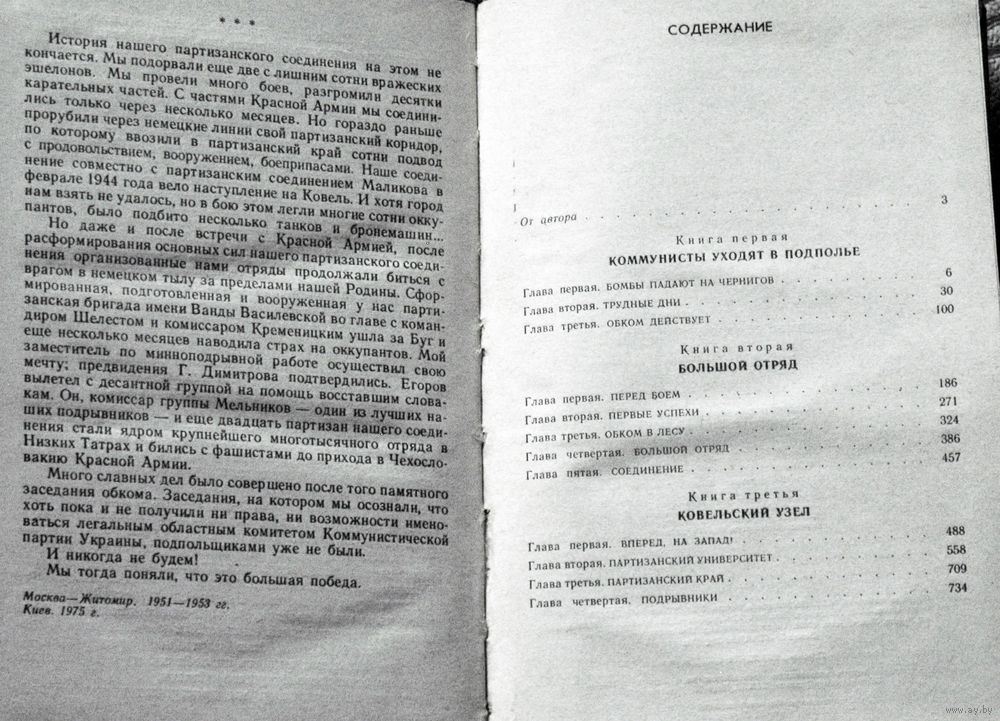 * * *
История нашего партизанского соединения на этом не
кончается. Мы подорвали еще две с лишним сотни вражеских
эшелонов. Мы провели много боев, разгромили десятки
карательных частей. С частями Красной Армии мы соедини-
лись только через несколько месяцев. Но гораздо раньше
прорубили через немецкие линии свой партизанский коридор,
по которому ввозили в партизанский край сотни подвод
с продовольствием, вооружением, боеприпасами. Наше соеди-
нение совместно с партизанским соединением Маликова в
феврале 1944 года вело наступление на Ковель. И хотя город
нам взять не удалось, но в бою этом легли многие сотни окку-
пантов, было подбито несколько танков и бронемашин...
Но даже и после встречи с Красной Армией, после
расформирования основных сил нашего партизанского соеди-
нения организованные нами отряды продолжали биться с
врагом в немецком тылу за пределами нашей Родины. Сфор-
мированная, подготовленная и вооруженная у нас парти-
занская бригада имени Ванды Василевской во главе с коман-
диром Шелестом и комиссаром Кременицким ушла за Буг и
еще несколько месяцев наводила страх на оккупантов. Мой
заместитель по минноподрывной работе осуществил свою
мечту; предвидения Г. Димитрова подтвердились. Егоров
вылетел с десантной группой на помощь восставшим слова-
кам. Он, комиссар группы Мельников — один из лучших на-
ших подрывников — и еще двадцать партизан нашего соеди-
нения стали ядром крупнейшего многотысячного отряда в
Низких Татрах и бились с фашистами до прихода в Чехосло-
вакию Красной Армии.
Много славных дел было совершено после того памятного
заседания обкома. Заседания, на котором мы осознали, что
хоть пока и не получили ни права, ни возможности имено-
ваться легальным областным комитетом Коммунистической
партии Украины, подпольщиками уже не были.
И никогда не будем!
Мы тогда поняли, что это большая победа.
Москва—Житомир. 1951—1953 гг.
Киев. 1975 г.
СОДЕРЖАНИЕ
От автора . . . 3
Книга первая
КОММУНИСТЫ УХОДЯТ В ПОДПОЛЬЕ
Глава первая. БОМБЫ ПАДАЮТ НА ЧЕРНИГОВ . . . 6
Глава вторая. ТРУДНЫЕ ДНИ . . . 30
Глава третья. ОБКОМ ДЕЙСТВУЕТ . . . 100
Книга вторая
БОЛЬШОЙ ОТРЯД
Глава первая. ПЕРЕД БОЕМ . . . 186
Глава вторая. ПЕРВЫЕ УСПЕХИ . . . 271
Глава третья. ОБКОМ В ЛЕСУ . . . 324
Глава четвертая. БОЛЬШОЙ ОТРЯД . . . 386
Глава пятая. СОЕДИНЕНИЕ . . . 457
Книга третья
КОВЕЛЬСКИЙ УЗЕЛ
Глава первая. ВПЕРЕД, НА ЗАПАД! . . . 488
Глава вторая. ПАРТИЗАНСКИЙ УНИВЕРСИТЕТ . . . 558
Глава третья. ПАРТИЗАНСКИЙ КРАЙ . . . 709
Глава четвертая. ПОДРЫВНИКИ . . . 734
www.ay.by